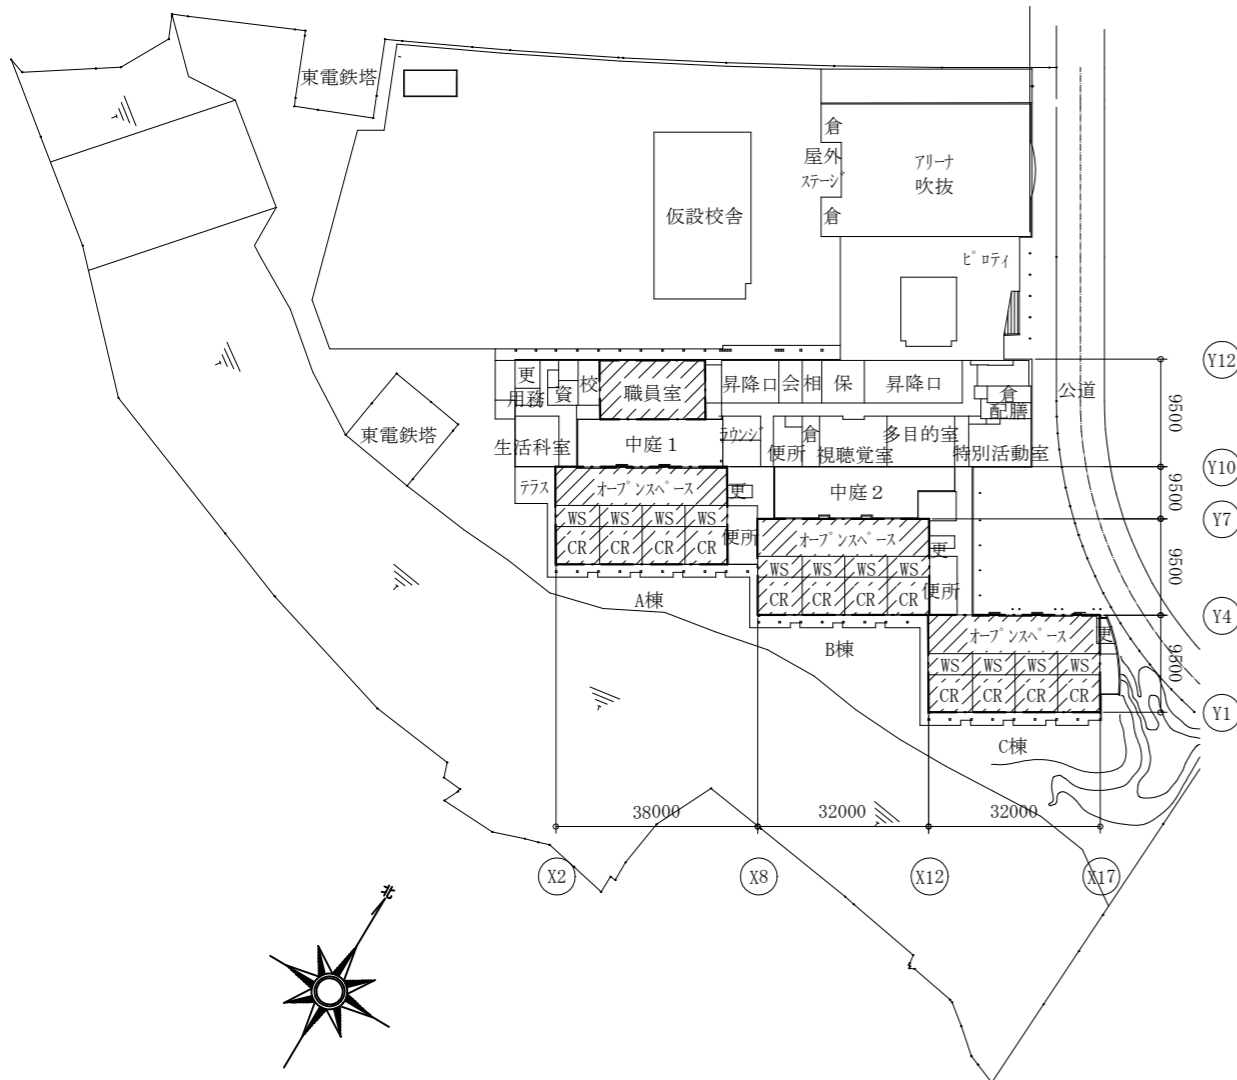 東電鉄塔
倉
屋外
ｽﾃｰｼﾞ
倉
ｱﾘｰﾅ
吹抜
仮設校舎
ﾋﾟﾛﾃｨ
更
用務
資
校
職員室
昇降口
会
相
保
昇降口
倉
配膳
公道
Y12
9500
東電鉄塔
生活科室
中庭１
ﾗｳﾝｼﾞ
便所
倉
視聴覚室
多目的室
特別活動室
Y10
ﾃﾗｽ
ｵｰﾌﾟﾝｽﾍﾟｰｽ
更
中庭２
9500
WS WS WS WS
CR CR CR CR
便所
Y7
ｵｰﾌﾟﾝｽﾍﾟｰｽ
更
9500
WS WS WS WS
CR CR CR CR
便所
A棟
Y4
B棟
ｵｰﾌﾟﾝｽﾍﾟｰｽ
更
9500
WS WS WS WS
CR CR CR CR
Y1
C棟
38000
32000
32000
X2
X8
X12
X17
北